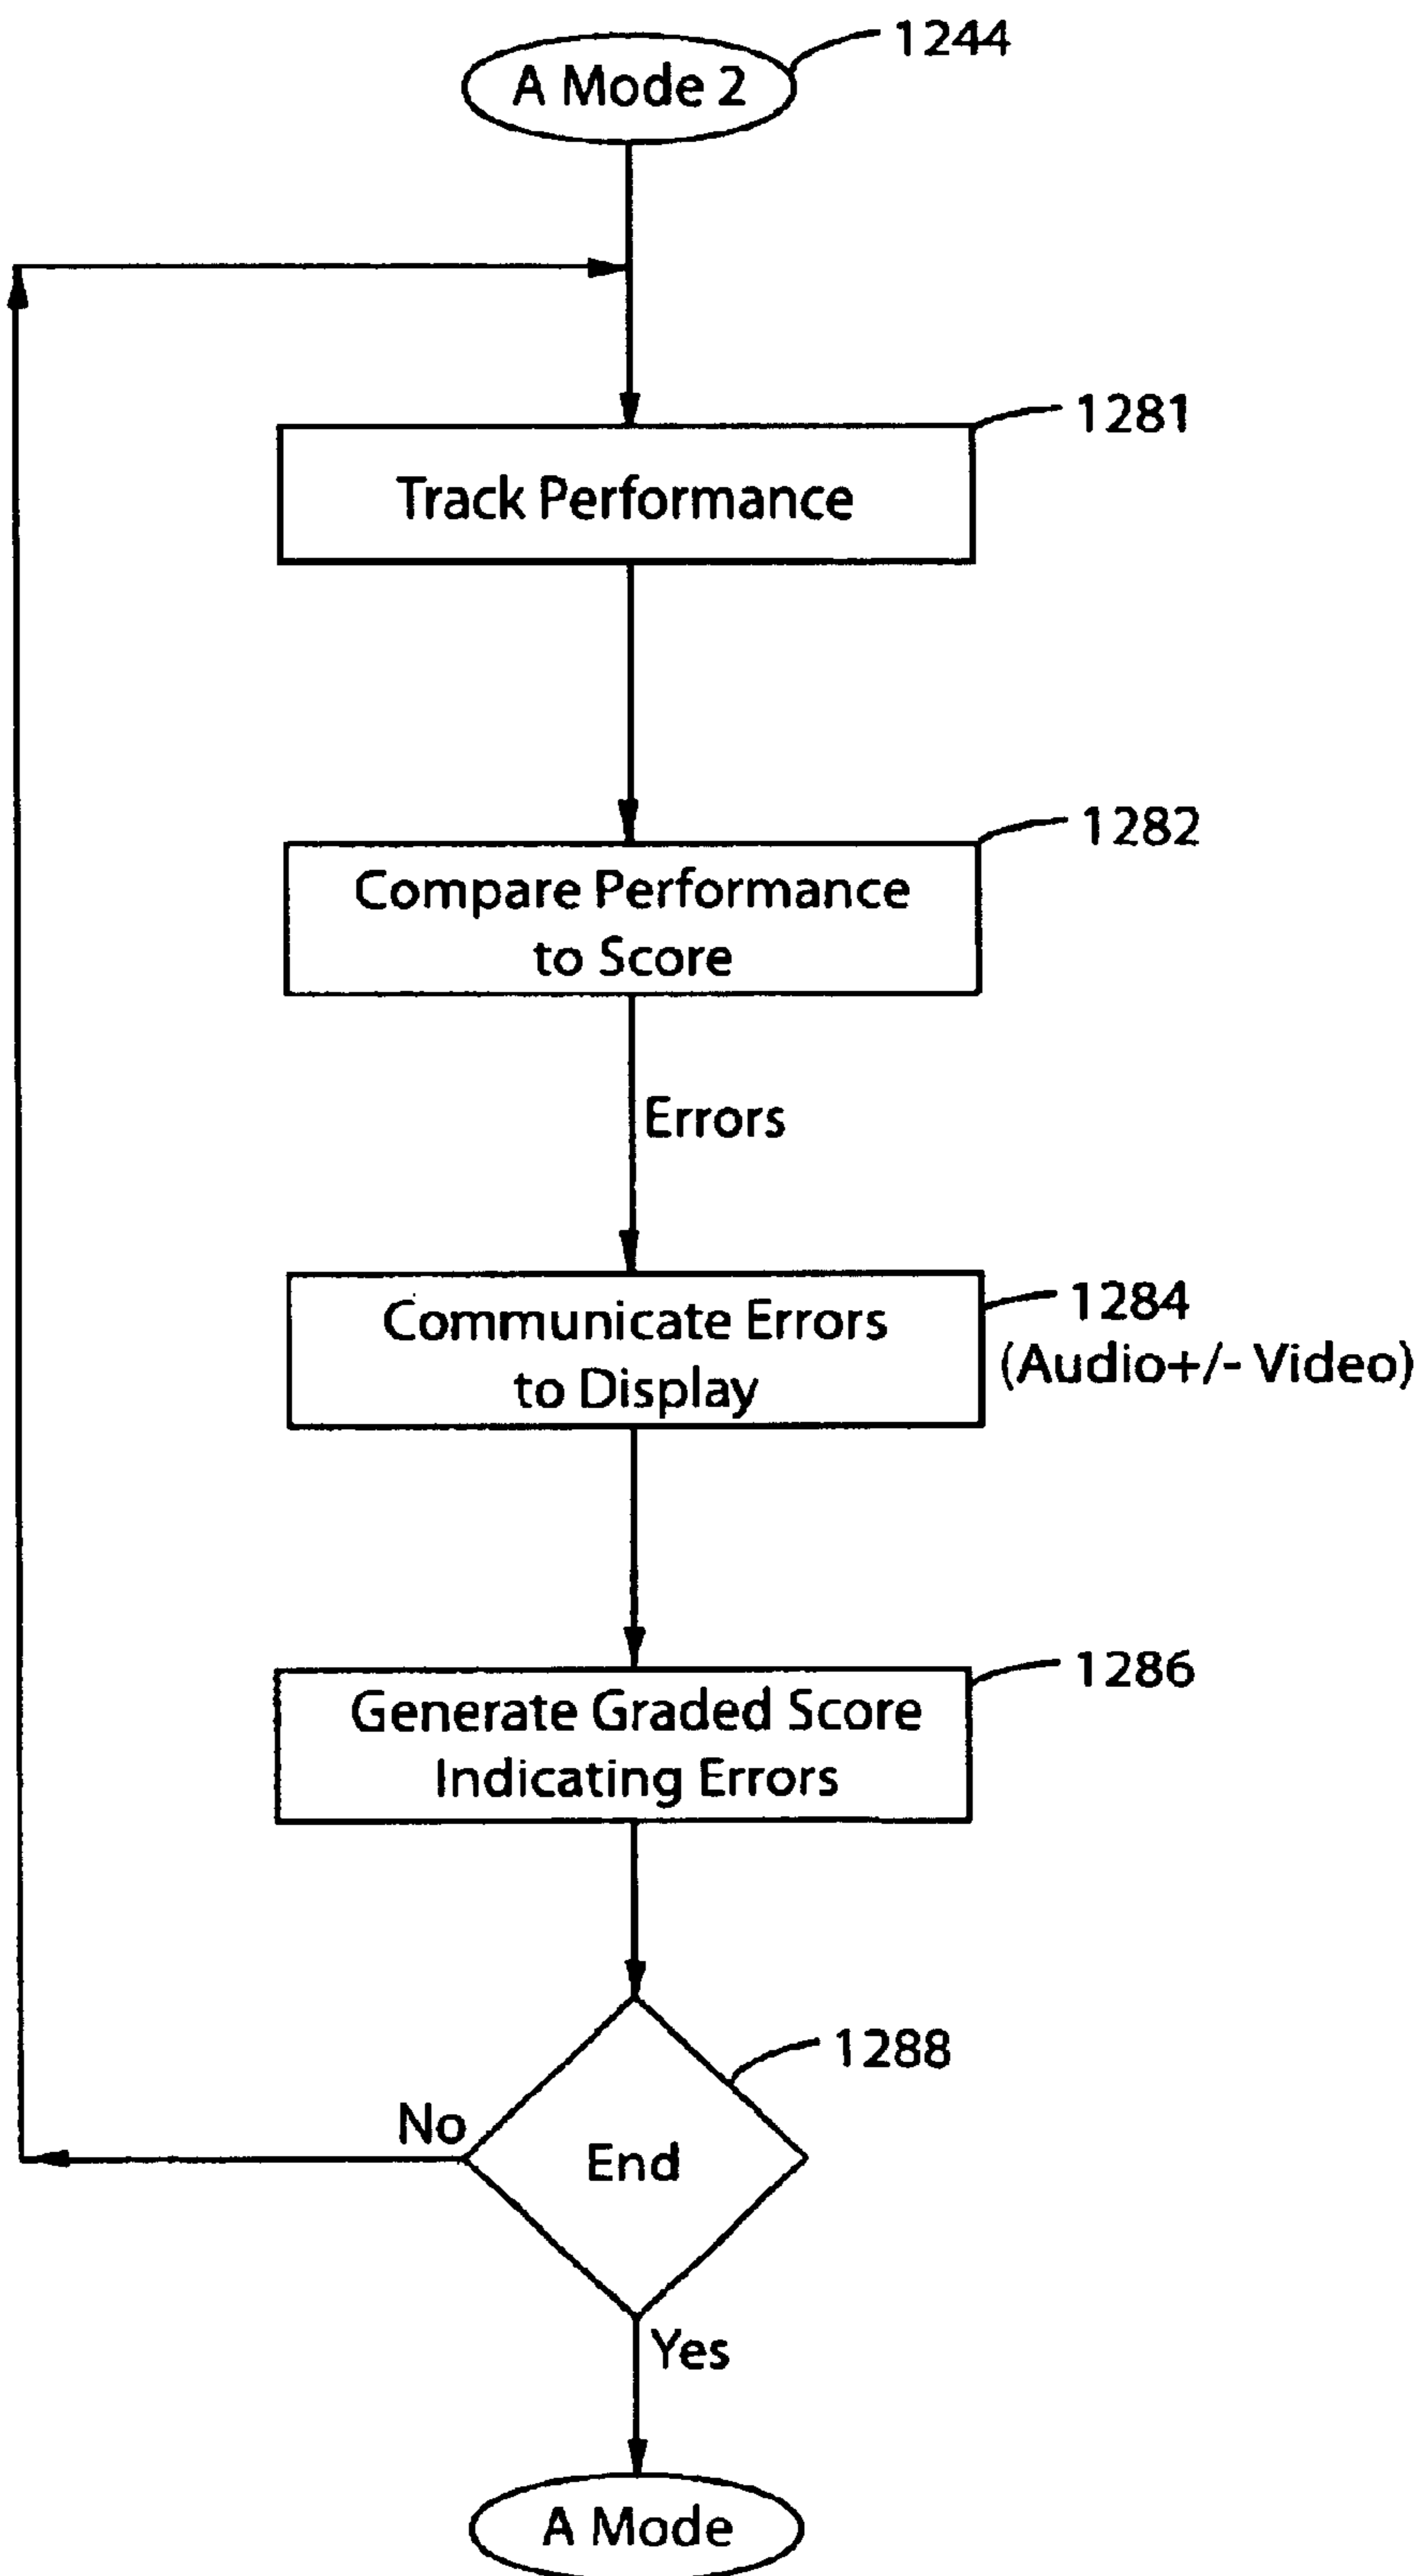 1244
A Mode 2
1281
Track Performance
1282
Compare Performance
to Score
Errors
Communicate Errors
to Display
1284
(Audio+/- Video)
1286
Generate Graded Score
Indicating Errors
1288
No
End
Yes
A Mode